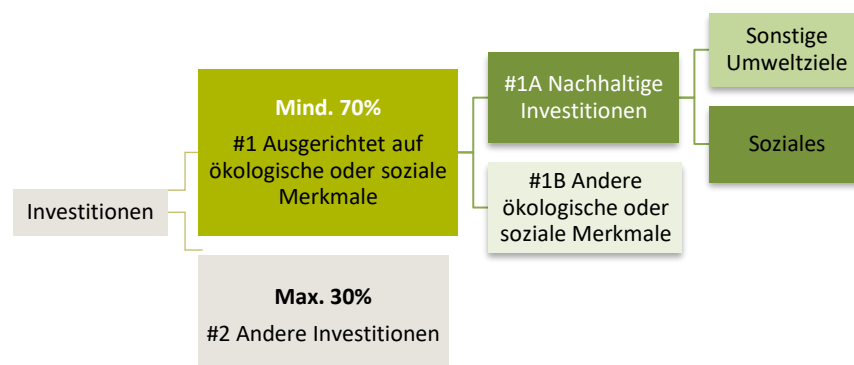 Investitionen
Mind. 70%
#1 Ausgerichtet auf
ökologische oder soziale
Merkmale
Max. 30%
#2 Andere Investitionen
#1A Nachhaltige
Investitionen
#1B Andere
ökologische oder
soziale Merkmale
Sonstige
Umweltziele
Soziales